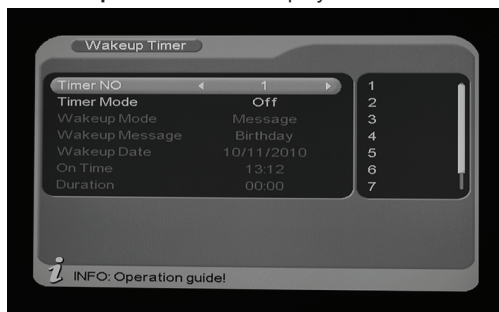 Wakeup Timer
Timer NO 1
Timer Mode Off
Wakeup Mode Message
Wakeup Message Birthday
Wakeup Date 10/11/2010
On Time 13:12
Duration 00:00
1
2
3
4
5
6
7
INFO: Operation guide!